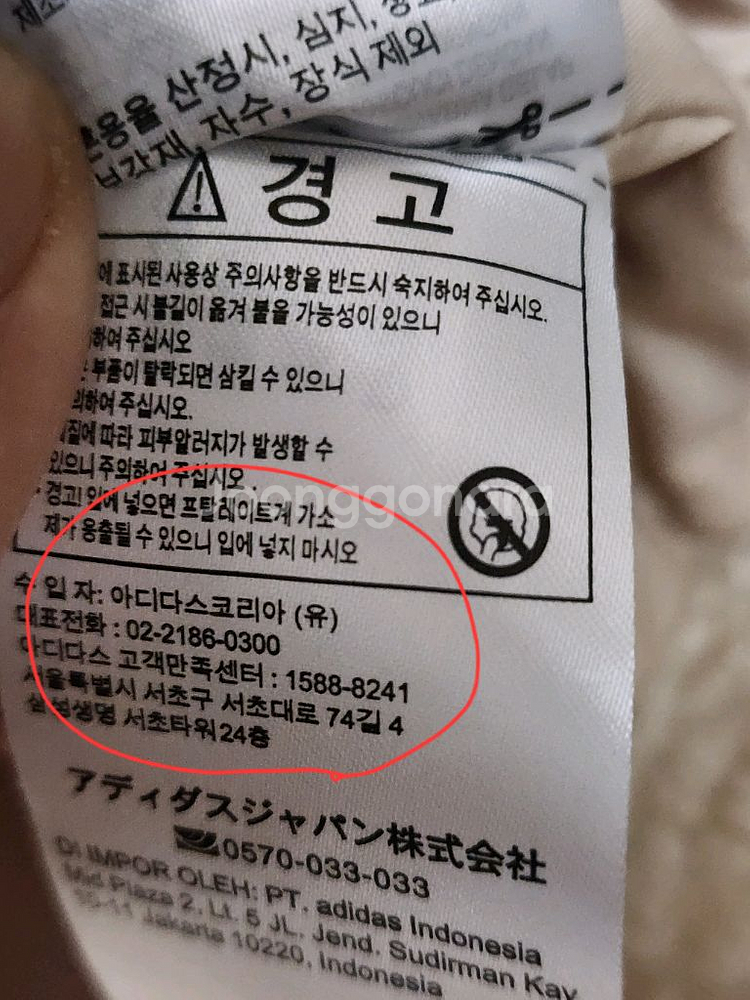 산정시, 심지,
자수, 장식 제외
경고
에 표시된 사용상 주의사항을 반드시 숙지하여 주십시오.
접근 시 불길이 옮겨 붙을 가능성이 있으니
하여 주십시오
부품이 탈락되면 삼킬 수 있으니
의하여 주십시오.
질에 따라 피부알러지가 발생할 수
있으니 주의하여 주십시오.
경고! 입에 넣으면 프탈레이트계 가소
제가 용출될 수 있으니 입에 넣지 마시오
수 입 자: 아디다스코리아 (유)
대표전화 : 02-2186-0300
아디다스 고객만족센터 : 1588-8241
서울특별시 서초구 서초대로 74길 4
삼성생명 서초타워24층
アディダスジャパン株式会社
0570-033-033
DI IMPOR OLEH: PT. adidas Indonesia
Mid Plaza 2, Lt. 5 JL. Jend. Sudirman Kav
Jakarta 10220, Indonesia